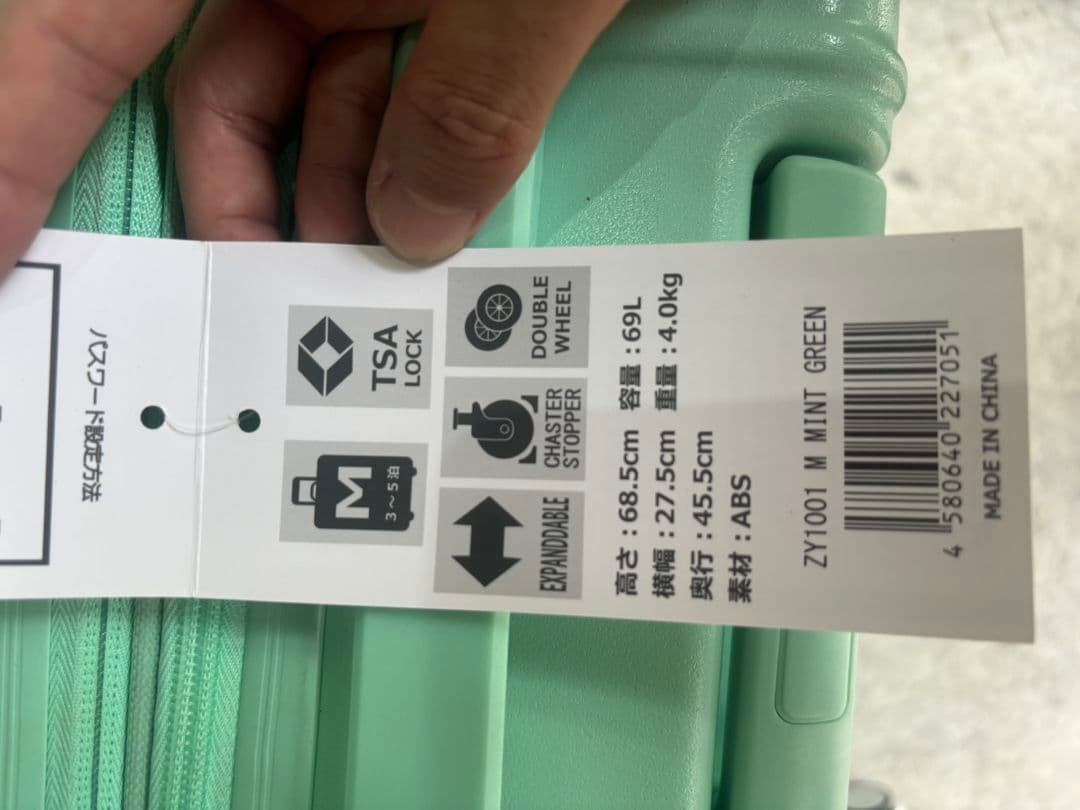 パスワード設定方法
TSA
LOCK
M
3～5泊
DOUBLE
WHEEL
CHASTER
STOPPER
EXPANDDABLE
高さ：68.5cm 容量：69L
横幅：27.5cm 重量：4.0kg
奥行：45.5cm
素材：ABS
ZY1001 M MINT GREEN
4 580640 227051
MADE IN CHINA